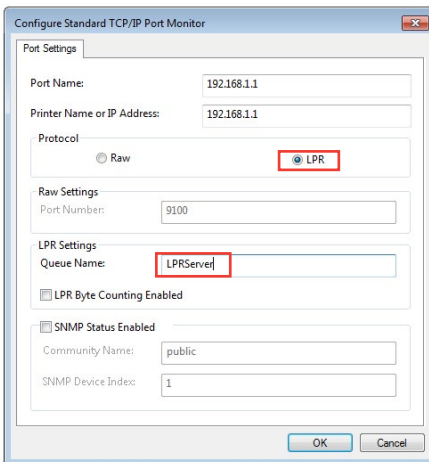 Configure Standard TCP/IP Port Monitor
Port Settings
Port Name: 192.168.1.1
Printer Name or IP Address: 192.168.1.1
Protocol
Raw LPR
Raw Settings
Port Number: 9100
LPR Settings
Queue Name: LPRServer
LPR Byte Counting Enabled
SNMP Status Enabled
Community Name: public
SNMP Device Index: 1
OK Cancel